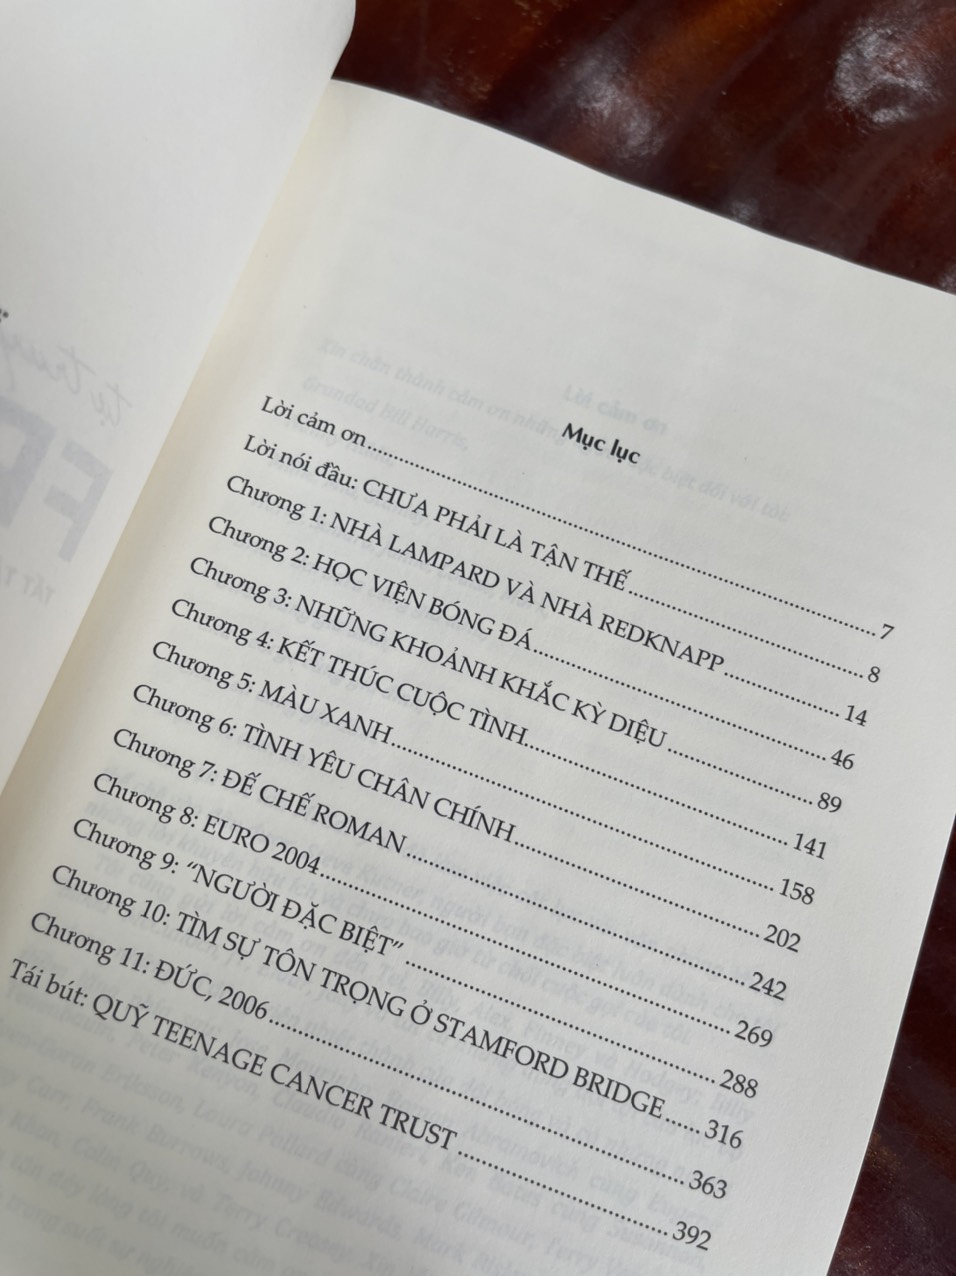 Mục lục
Lời cảm ơn..........7
Lời nói đầu: CHƯA PHẢI LÀ TẬN THẾ..........8
Chương 1: NHÀ LAMPARD VÀ NHÀ REDKNAPP..........14
Chương 2: HỌC VIỆN BÓNG ĐÁ..........46
Chương 3: NHỮNG KHOẢNH KHẮC KỲ DIỆU..........89
Chương 4: KẾT THÚC CUỘC TÌNH..........141
Chương 5: MÀU XANH..........158
Chương 6: TÌNH YÊU CHÂN CHÍNH..........202
Chương 7: ĐẾ CHẾ ROMAN..........242
Chương 8: EURO 2004..........269
Chương 9: “NGƯỜI ĐẶC BIỆT”..........288
Chương 10: TÌM SỰ TÔN TRỌNG Ở STAMFORD BRIDGE.....316
Chương 11: ĐỨC, 2006..........363
Tái bút: QUỸ TEENAGE CANCER TRUST..........392